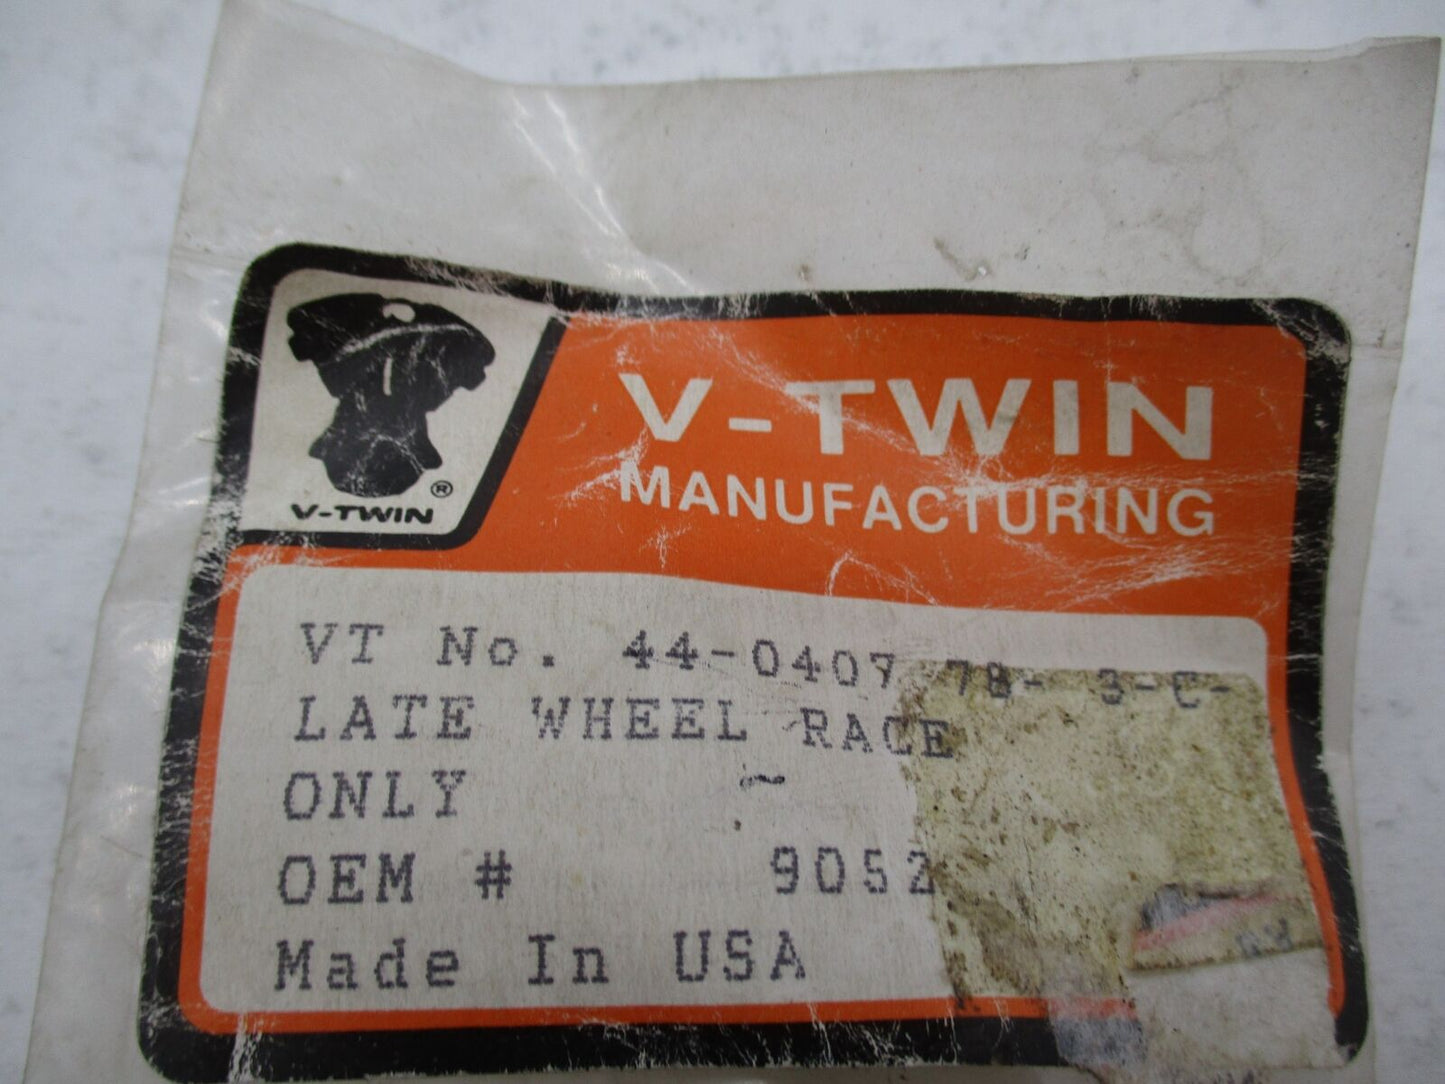 V-TWIN
MANUFACTURING
®
V-TWIN
VT No. 44-0407 78- 3-C-
LATE WHEEL RACE
ONLY
OEM # 9052
Made In USA